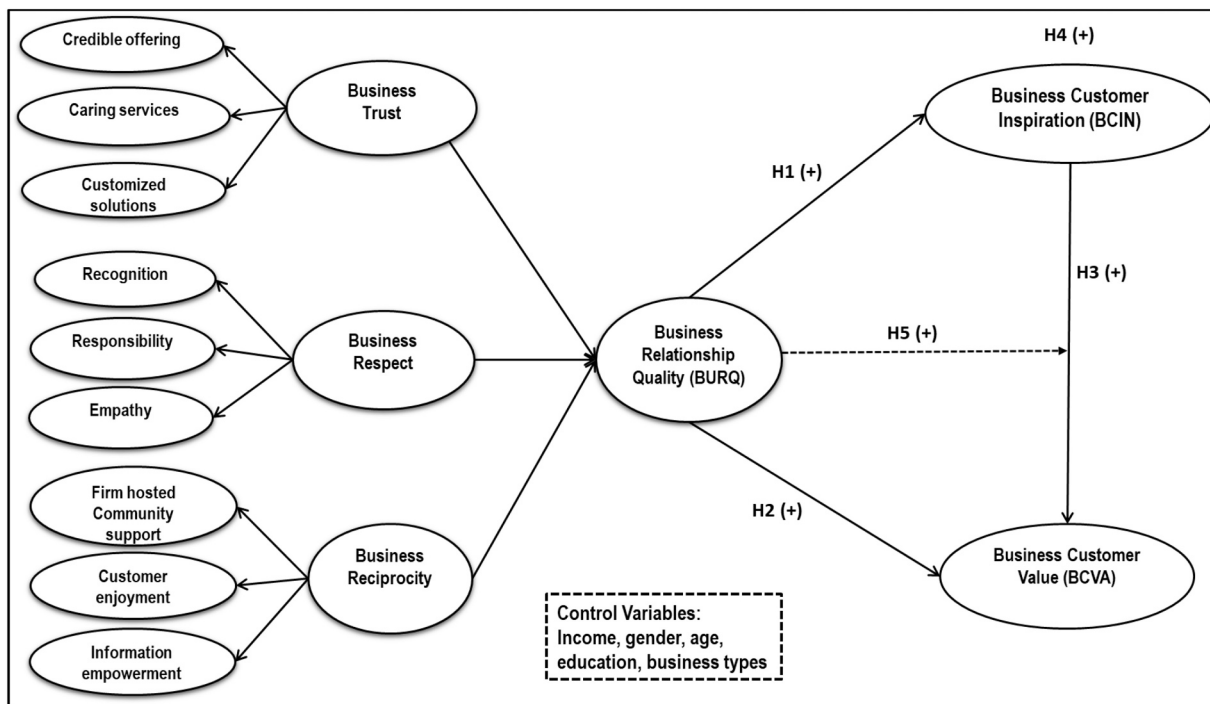 Credible offering
Caring services
Customized
solutions
Business
Trust
Recognition
Responsibility
Empathy
Business
Respect
Firm hosted
Community
support
Customer
enjoyment
Information
empowerment
Business
Reciprocity
Business
Relationship
Quality (BURQ)
H1 (+)
H5 (+)
H2 (+)
H4 (+)
Business Customer
Inspiration (BCIN)
H3 (+)
Business Customer
Value (BCVA)
Control Variables:
Income, gender, age,
education, business types